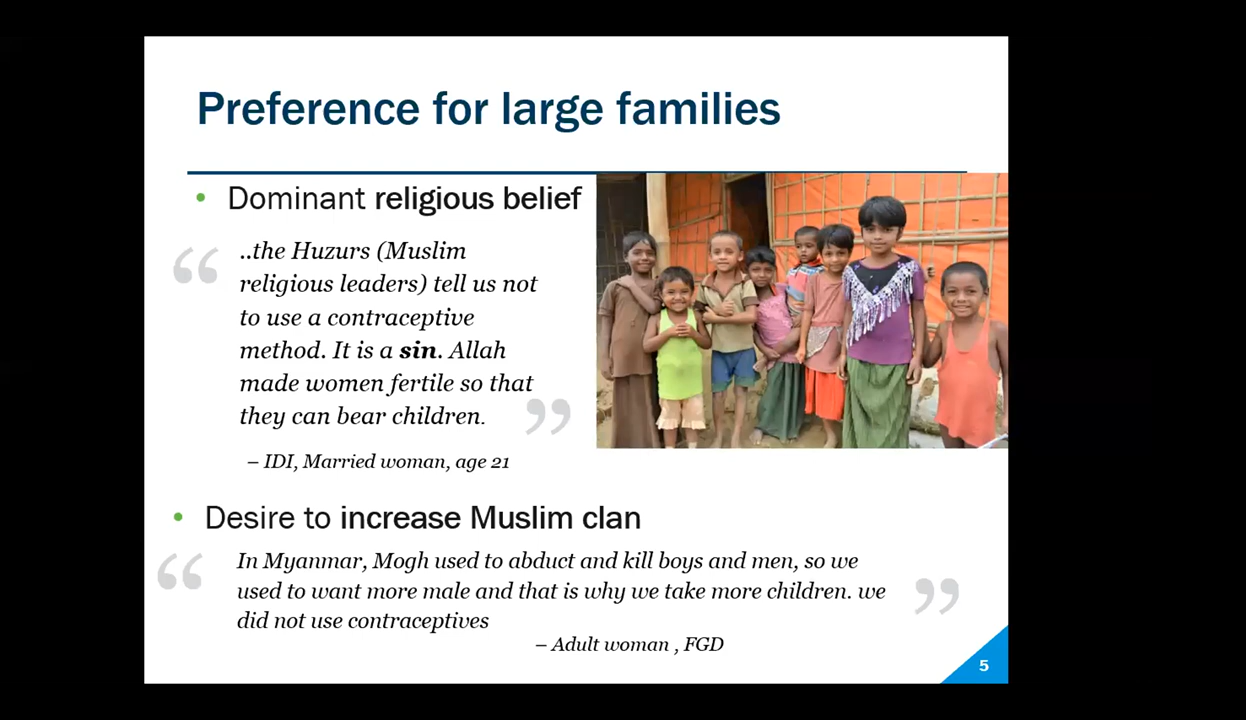 Preference for large families
• Dominant religious belief
“ ..the Huzurs (Muslim
religious leaders) tell us not
to use a contraceptive
method. It is a sin. Allah
made women fertile so that
they can bear children. ”
– IDI, Married woman, age 21
• Desire to increase Muslim clan
“ In Myanmar, Mogh used to abduct and kill boys and men, so we
used to want more male and that is why we take more children. we ”
did not use contraceptives
– Adult woman , FGD
5